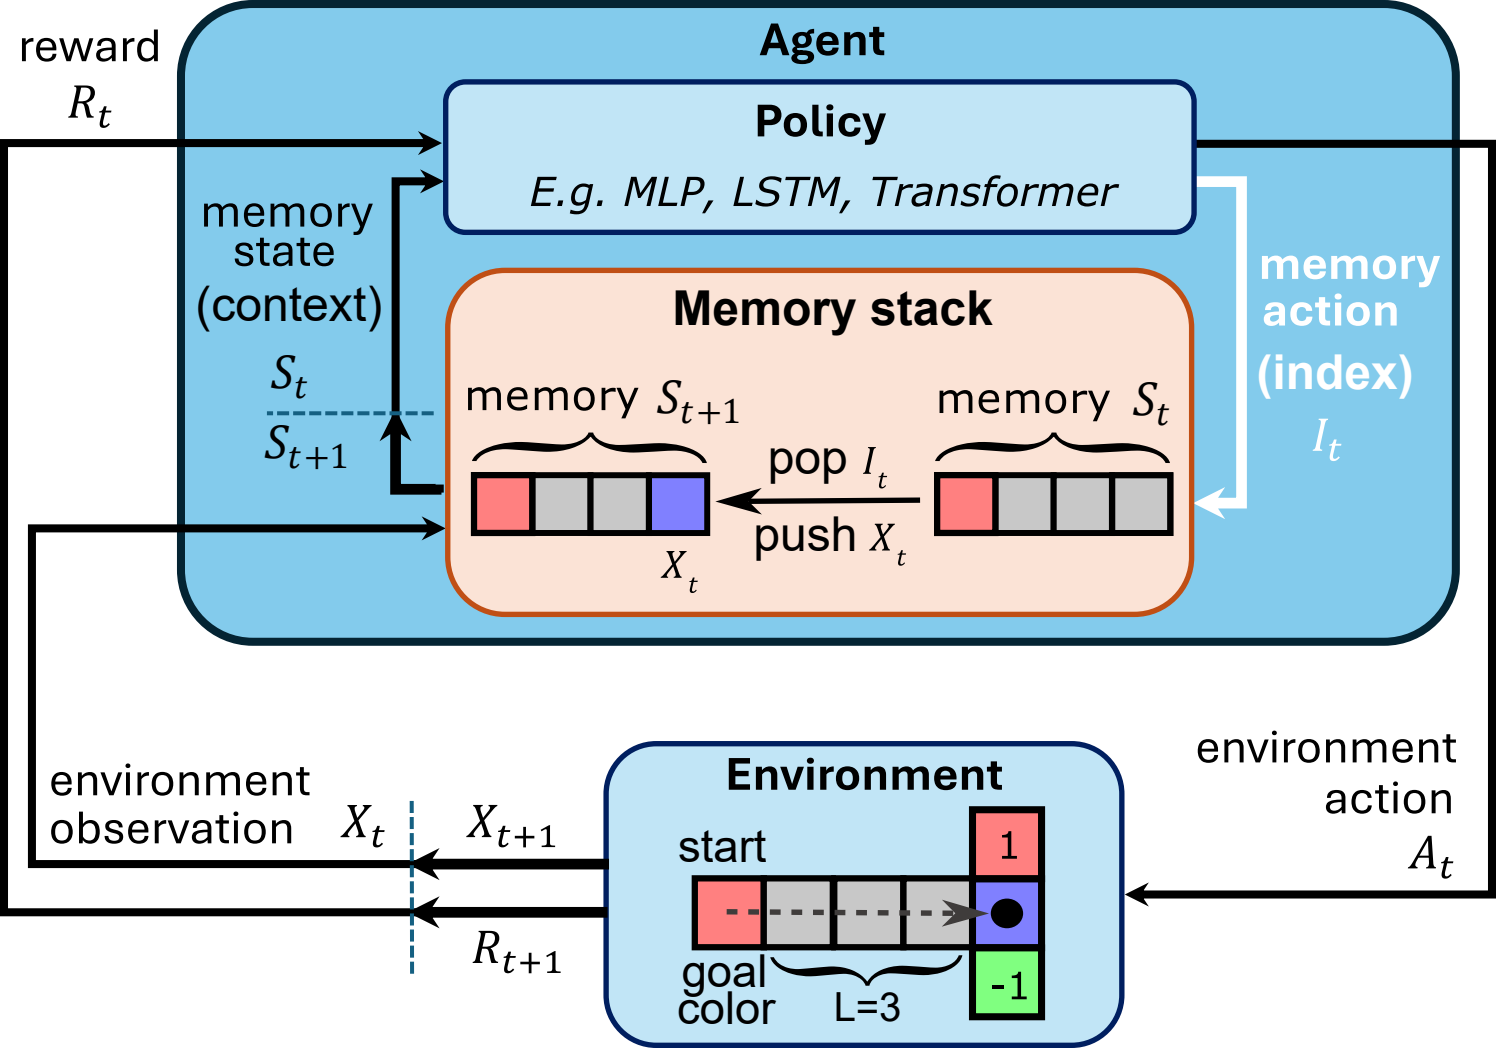 Agent
reward
R_t
Policy
E.g. MLP, LSTM, Transformer
memory
state
(context)
S_t
S_{t+1}
memory
action
(index)
I_t
Memory stack
memory S_{t+1}
memory S_t
pop I_t
push X_t
X_t
environment
observation
X_t
X_{t+1}
R_{t+1}
Environment
start
1
-1
goal
color
L=3
environment
action
A_t